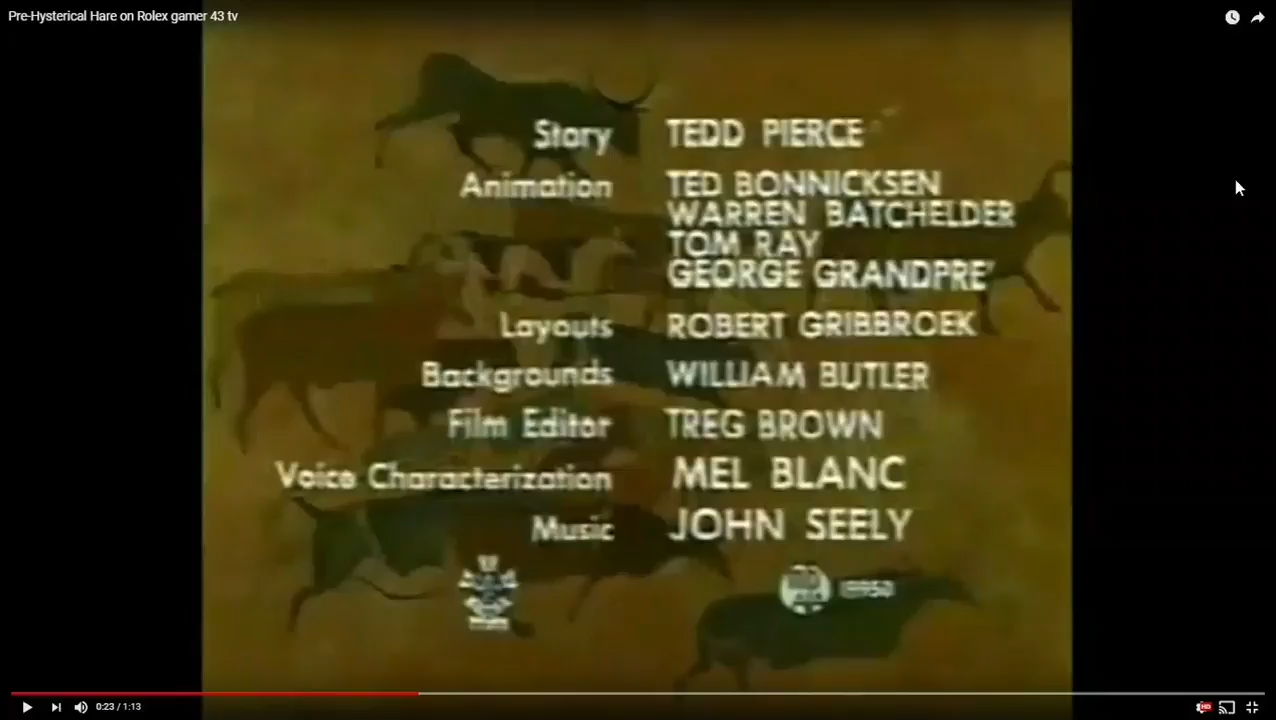 Pre-Hysterical Hare on Rolex gamer 43 tv
Story TEDD PIERCE
Animation TED BONNICKSEN
WARREN BATCHELDER
TOM RAY
GEORGE GRANDPRE'
Layouts ROBERT GRIBBROEK
Backgrounds WILLIAM BUTLER
Film Editor TREG BROWN
Voice Characterization MEL BLANC
Music JOHN SEELY
0:23 / 1:13
HD